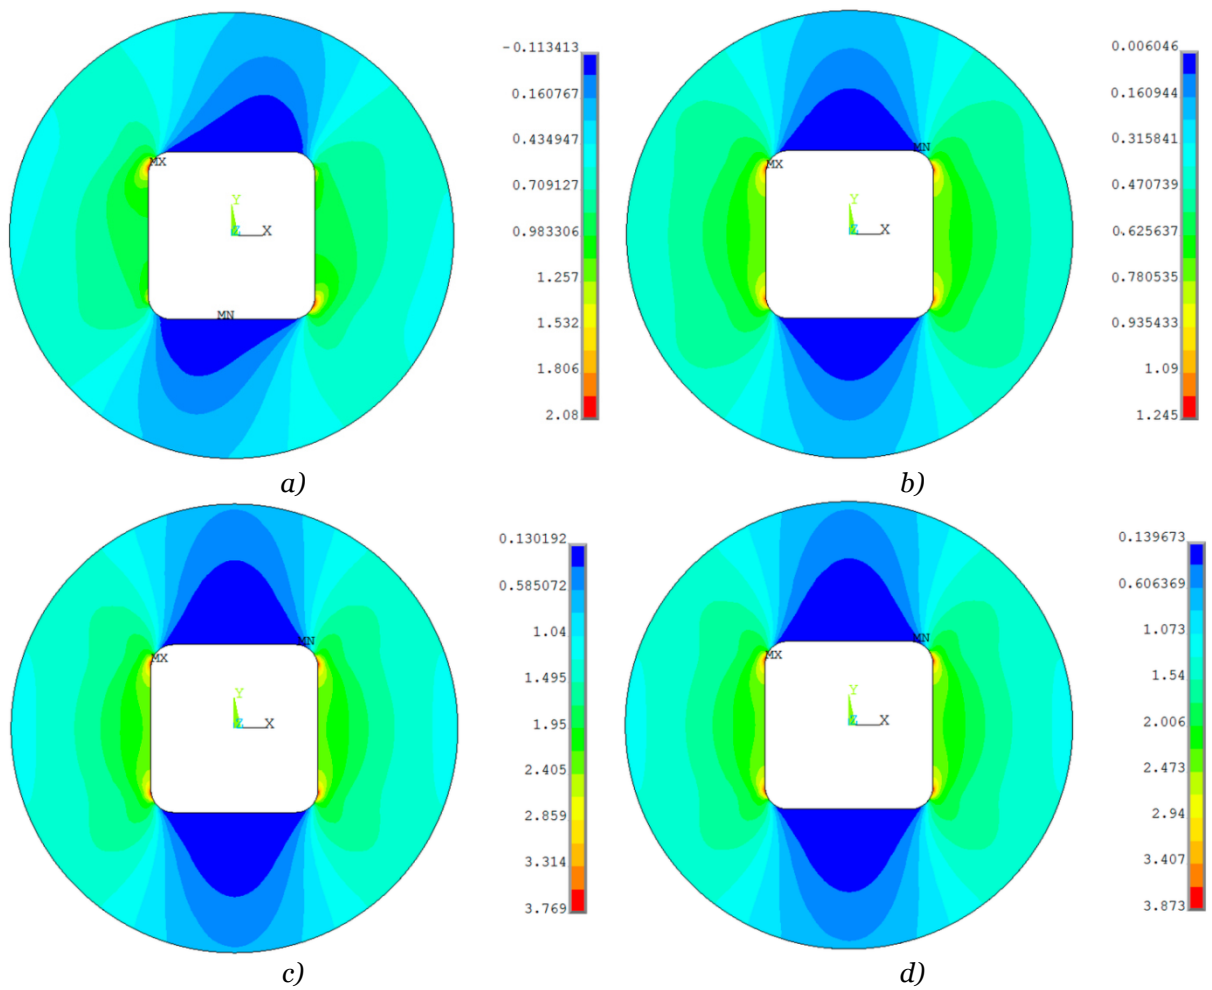 -0.113413
0.160767
0.434947
0.709127
0.983306
1.257
1.532
1.806
2.08
MX
Y
Z X
MN
a)
0.006046
0.160944
0.315841
0.470739
0.625637
0.780535
0.935433
1.09
1.245
MN
MX
Y
Z X
b)
0.130192
0.585072
1.04
1.495
1.95
2.405
2.859
3.314
3.769
MN
MX
Y
Z X
c)
0.139673
0.606369
1.073
1.54
2.006
2.473
2.94
3.407
3.873
MN
MX
Y
Z X
d)